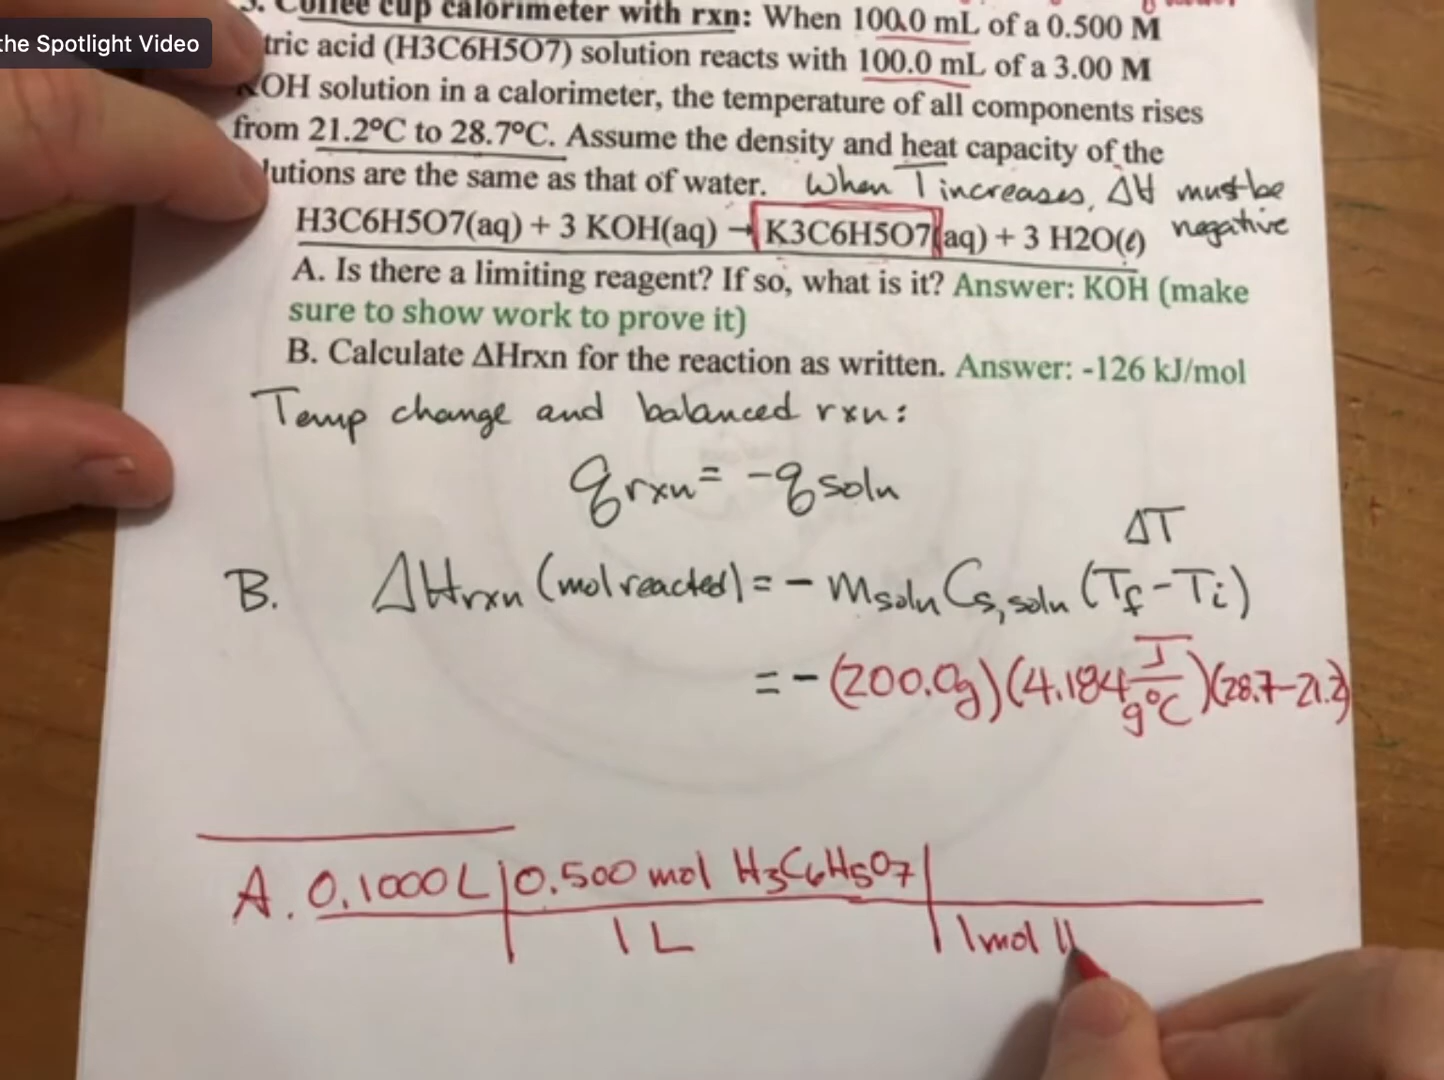 the Spotlight Video
Coffee cup calorimeter with rxn: When 100.0 mL of a 0.500 M
tric acid (H3C6H5O7) solution reacts with 100.0 mL of a 3.00 M
KOH solution in a calorimeter, the temperature of all components rises
from 21.2°C to 28.7°C. Assume the density and heat capacity of the
lutions are the same as that of water. When T increases, ΔH must be
negative
H3C6H5O7(aq) + 3 KOH(aq) → K3C6H5O7(aq) + 3 H2O(ℓ)
A. Is there a limiting reagent? If so, what is it? Answer: KOH (make
sure to show work to prove it)
B. Calculate ΔHrxn for the reaction as written. Answer: -126 kJ/mol
Temp change and balanced rxn:
qrxn = -qsoln
ΔT
B. ΔHrxn (mol reacted) = - msoln Cs, soln (Tf - Ti)
= - (200.0g)(4.184 J/g°C)(28.7-21.2)
A. 0.1000 L | 0.500 mol H3C6H5O7 |
1 L | 1 mol H